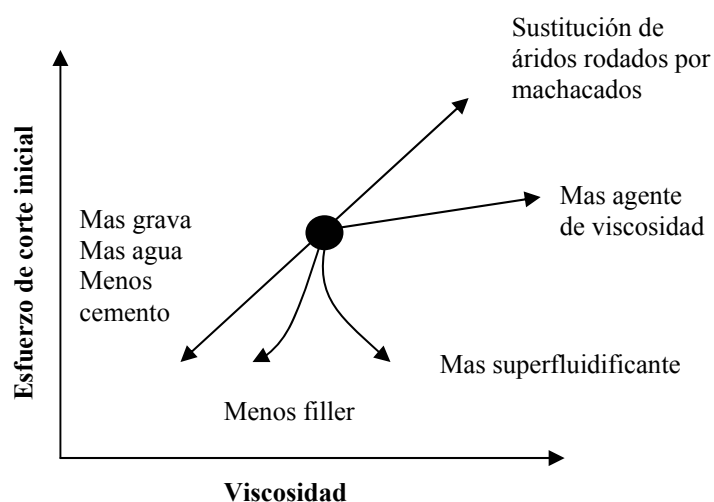 Sustitución de
áridos rodados por
machacados
Esfuerzo de corte inicial
Mas grava
Mas agua
Menos
cemento
Mas agente
de viscosidad
Mas superfluidificante
Menos filler
Viscosidad